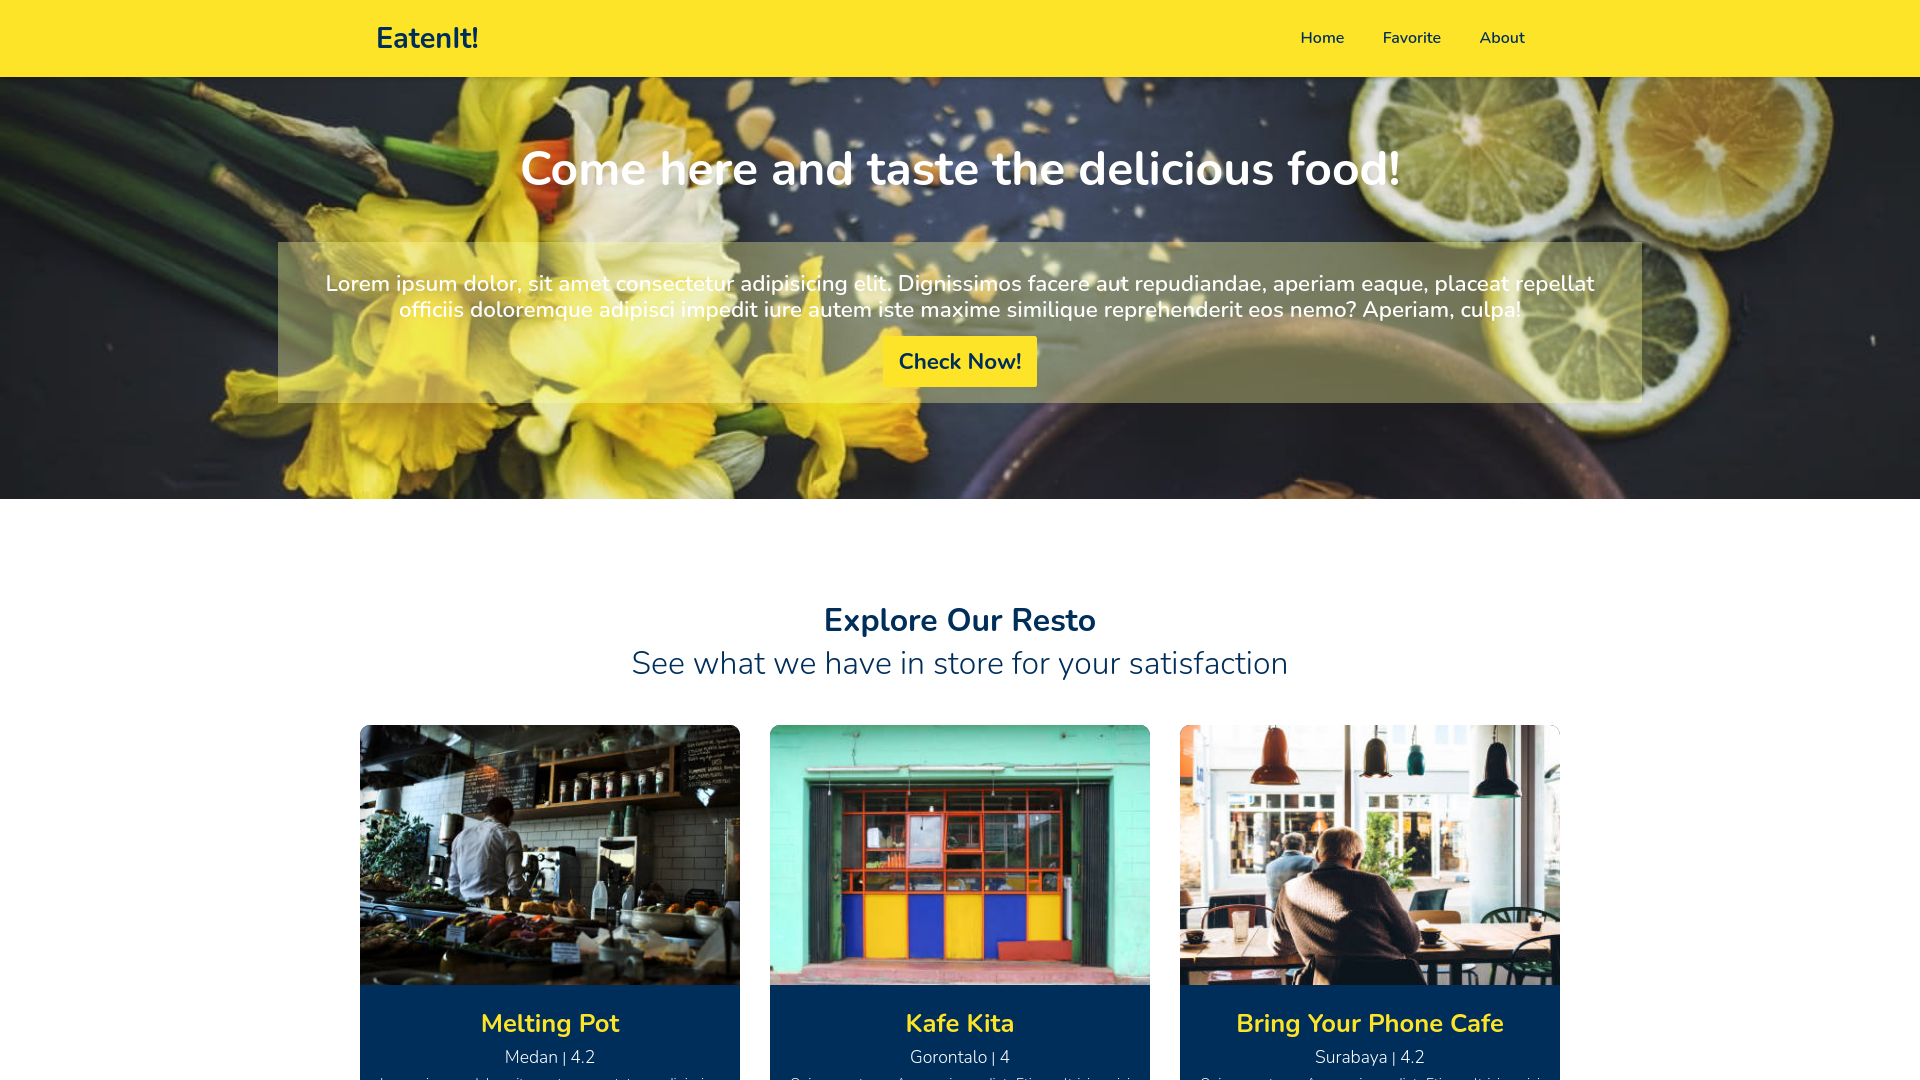 EatenIt!
Home Favorite About
Come here and taste the delicious food!
Lorem ipsum dolor, sit amet consectetur adipisicing elit. Dignissimos facere aut repudiandae, aperiam eaque, placeat repellat
officiis doloremque adipisci impedit iure autem iste maxime similique reprehenderit eos nemo? Aperiam, culpa!
Check Now!
Explore Our Resto
See what we have in store for your satisfaction
Melting Pot
Medan | 4.2
Kafe Kita
Gorontalo | 4
Bring Your Phone Cafe
Surabaya | 4.2